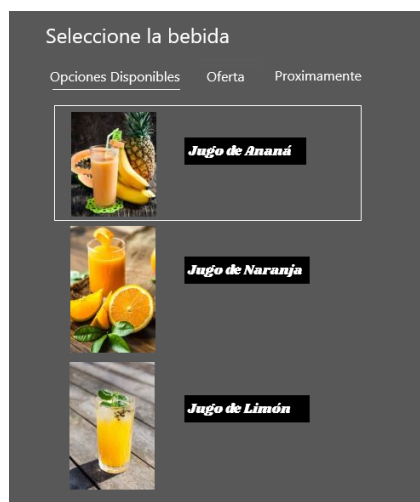 Seleccione la bebida
Opciones Disponibles Oferta Proximamente
Jugo de Ananá
Jugo de Naranja
Jugo de Limón